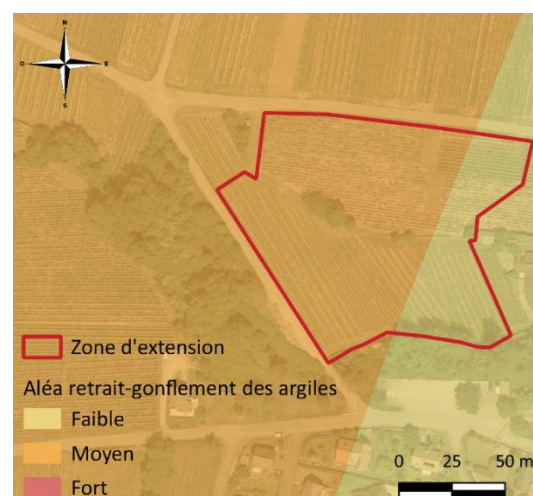 N
O E
S
Zone d'extension
Aléa retrait-gonflement des argiles
Faible
Moyen
Fort
0 25 50 m